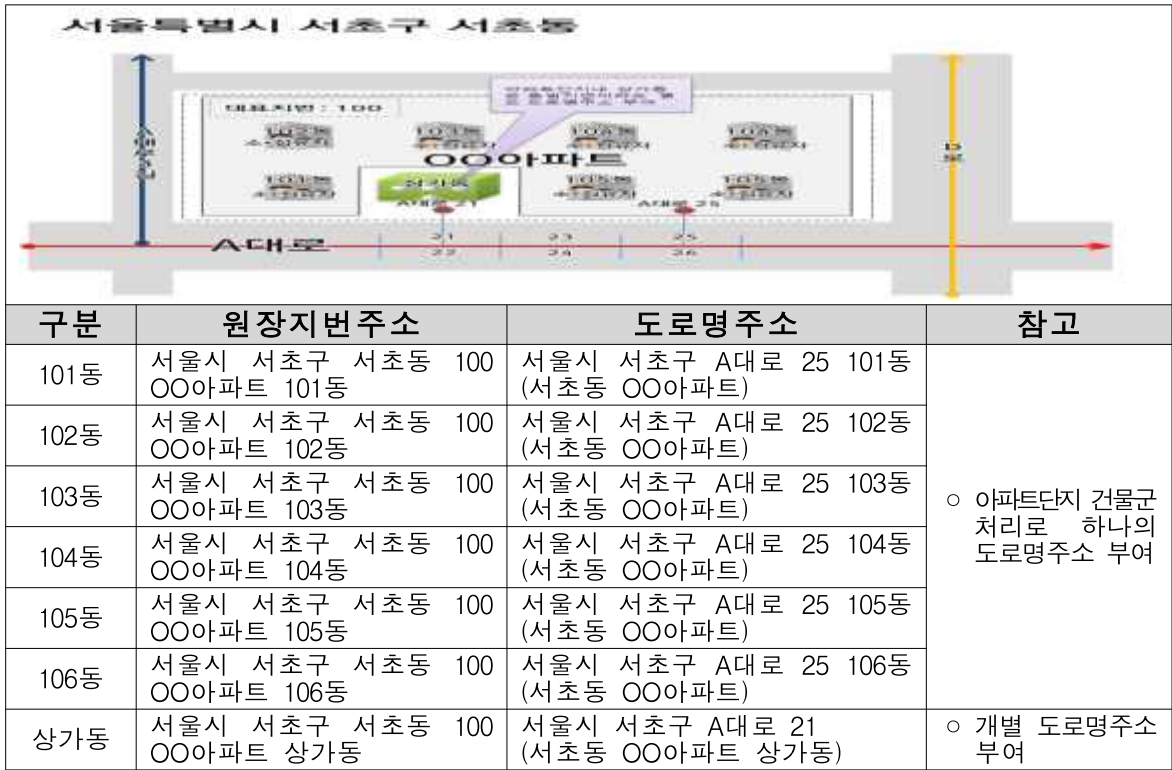 서울특별시 서초구 서초동
대표지번 : 100
102동
103동
104동
OO아파트
101동
상가동
105동
A대로 21
A대로 25
D로
A대로
21
23
25
22
24
26
구분 원장지번주소 도로명주소 참고
101동 서울시 서초구 서초동 100 서울시 서초구 A대로 25 101동
OO아파트 101동 (서초동 OO아파트)
102동 서울시 서초구 서초동 100 서울시 서초구 A대로 25 102동
OO아파트 102동 (서초동 OO아파트)
103동 서울시 서초구 서초동 100 서울시 서초구 A대로 25 103동
OO아파트 103동 (서초동 OO아파트)
○ 아파트단지 건물군
처리로 하나의
도로명주소 부여
104동 서울시 서초구 서초동 100 서울시 서초구 A대로 25 104동
OO아파트 104동 (서초동 OO아파트)
105동 서울시 서초구 서초동 100 서울시 서초구 A대로 25 105동
OO아파트 105동 (서초동 OO아파트)
106동 서울시 서초구 서초동 100 서울시 서초구 A대로 25 106동
OO아파트 106동 (서초동 OO아파트)
상가동 서울시 서초구 서초동 100 서울시 서초구 A대로 21
OO아파트 상가동 (서초동 OO아파트 상가동)
○ 개별 도로명주소
부여